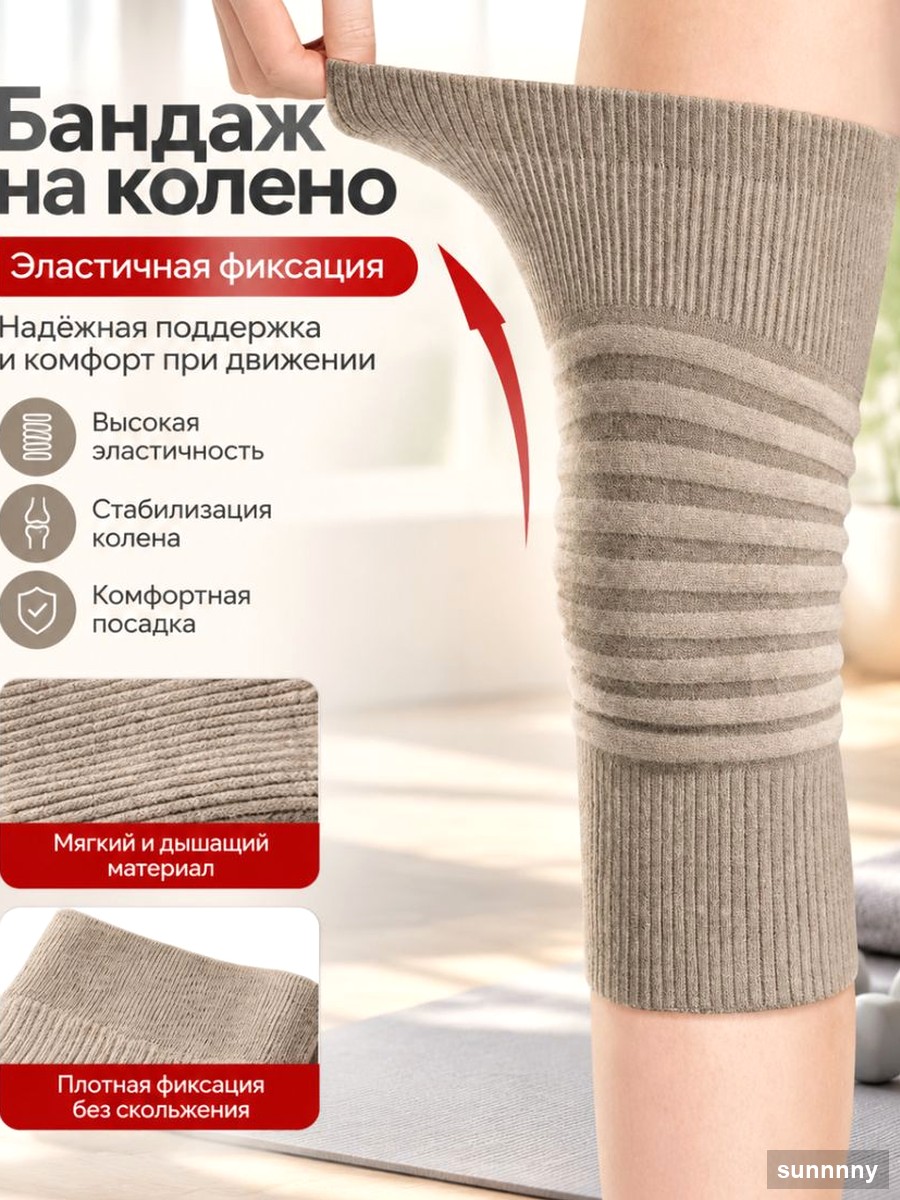 Бандаж
на колено
Эластичная фиксация
Надёжная поддержка
и комфорт при движении
Высокая
эластичность
Стабилизация
колена
Комфортная
посадка
Мягкий и дышащий
материал
Плотная фиксация
без скольжения
sunnnny